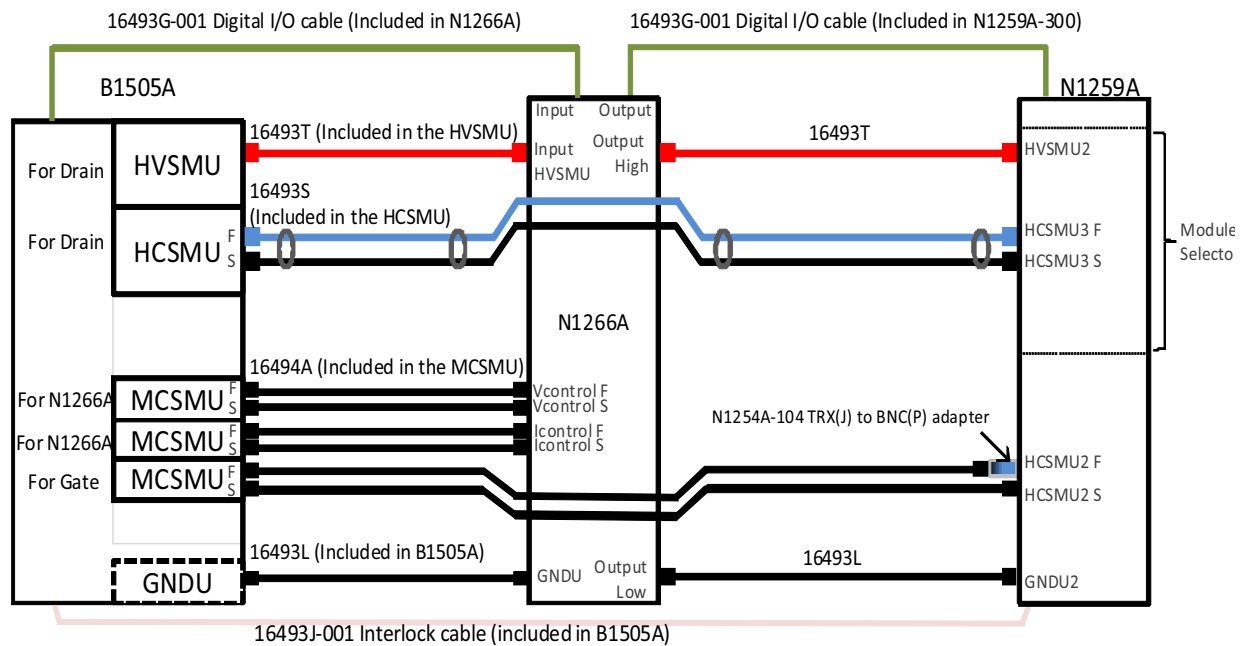 16493G-001 Digital I/O cable (Included in N1266A)
16493G-001 Digital I/O cable (Included in N1259A-300)
B1505A
N1259A
Input
Output
16493T (Included in the HVSMU)
16493T
For Drain
HVSMU
Input
HVSMU
Output
High
HVSMU2
16493S
(Included in the HCSMU)
For Drain
HCSMU
F
S
HCSMU3 F
HCSMU3 S
Module
Selecto
N1266A
16494A (Included in the MCSMU)
For N1266A
MCSMU
F
S
Vcontrol F
Vcontrol S
For N1266A
MCSMU
F
S
Icontrol F
Icontrol S
N1254A-104 TRX(J) to BNC(P) adapter
For Gate
MCSMU
F
S
HCSMU2 F
HCSMU2 S
16493L (Included in B1505A)
16493L
GNDU
GNDU
Output
Low
GNDU2
16493J-001 Interlock cable (included in B1505A)